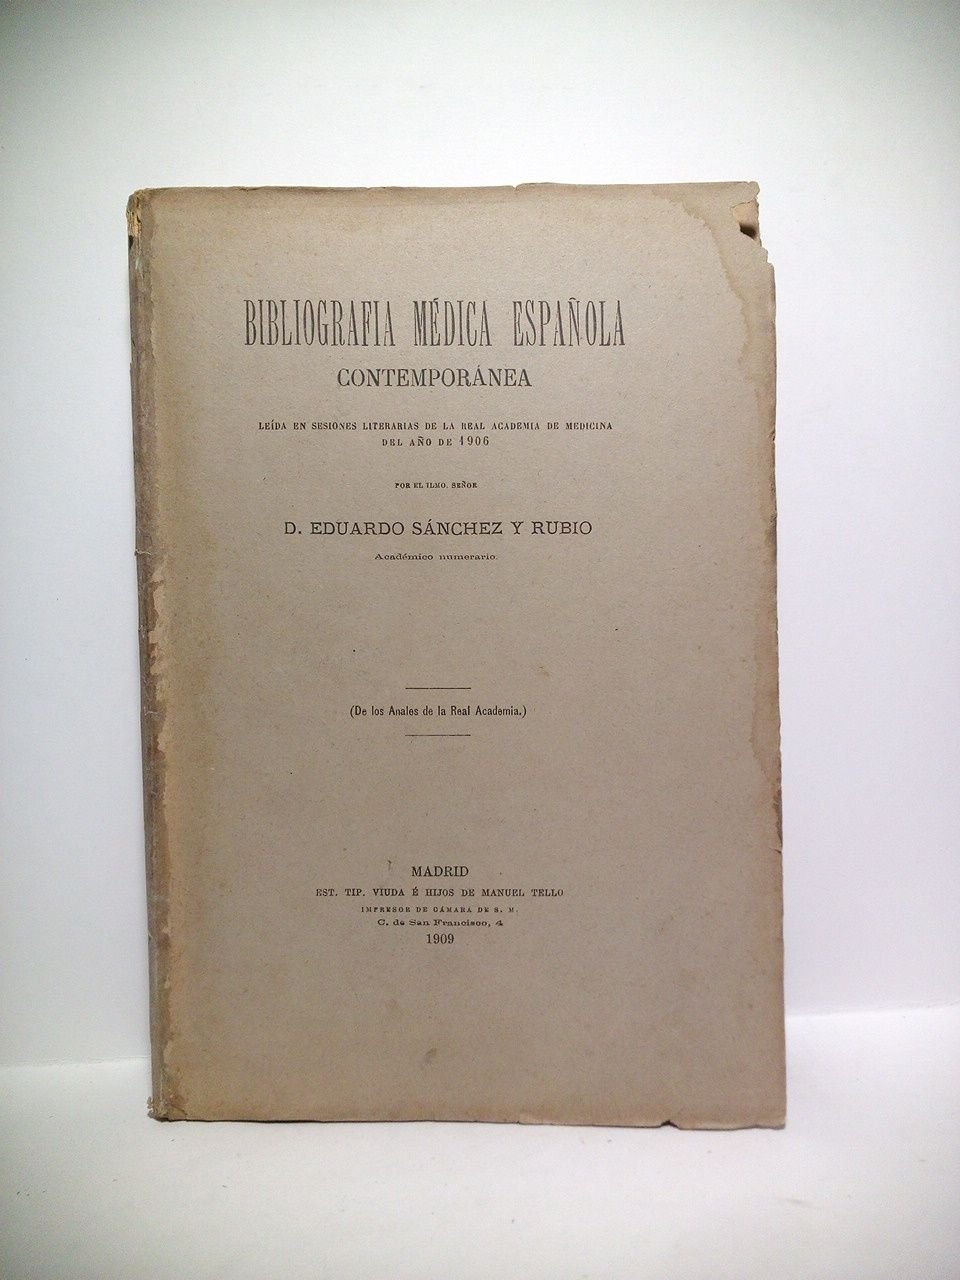 BIBLIOGRAFIA MÉDICA ESPAÑOLA
CONTEMPORÁNEA
LEÍDA EN SESIONES LITERARIAS DE LA REAL ACADEMIA DE MEDICINA
DEL AÑO DE 1906
POR EL ILMO. SEÑOR
D. EDUARDO SÁNCHEZ Y RUBIO
Académico numerario.
(De los Anales de la Real Academia.)
MADRID
EST. TIP. VIUDA É HIJOS DE MANUEL TELLO
IMPRESOR DE CÁMARA DE S. M.
C. de San Francisco, 4
1909